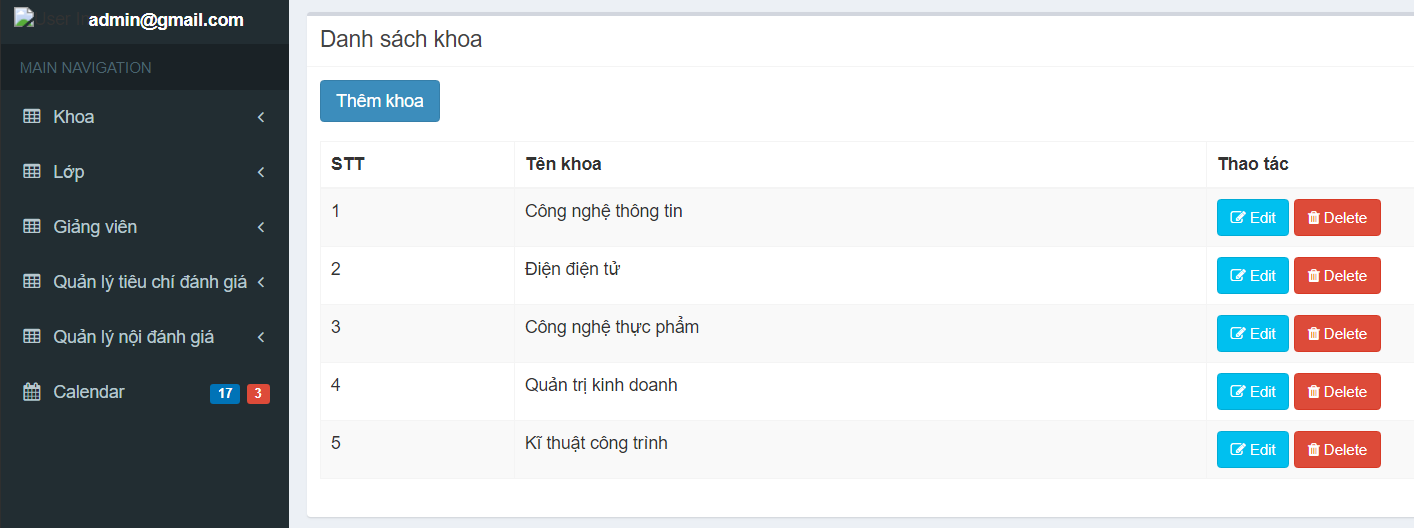 admin@gmail.com
MAIN NAVIGATION
Khoa
Lớp
Giảng viên
Quản lý tiêu chí đánh giá
Quản lý nội đánh giá
Calendar 17 3
Danh sách khoa
Thêm khoa
STT Tên khoa Thao tác
1 Công nghệ thông tin Edit Delete
2 Điện điện tử Edit Delete
3 Công nghệ thực phẩm Edit Delete
4 Quản trị kinh doanh Edit Delete
5 Kĩ thuật công trình Edit Delete